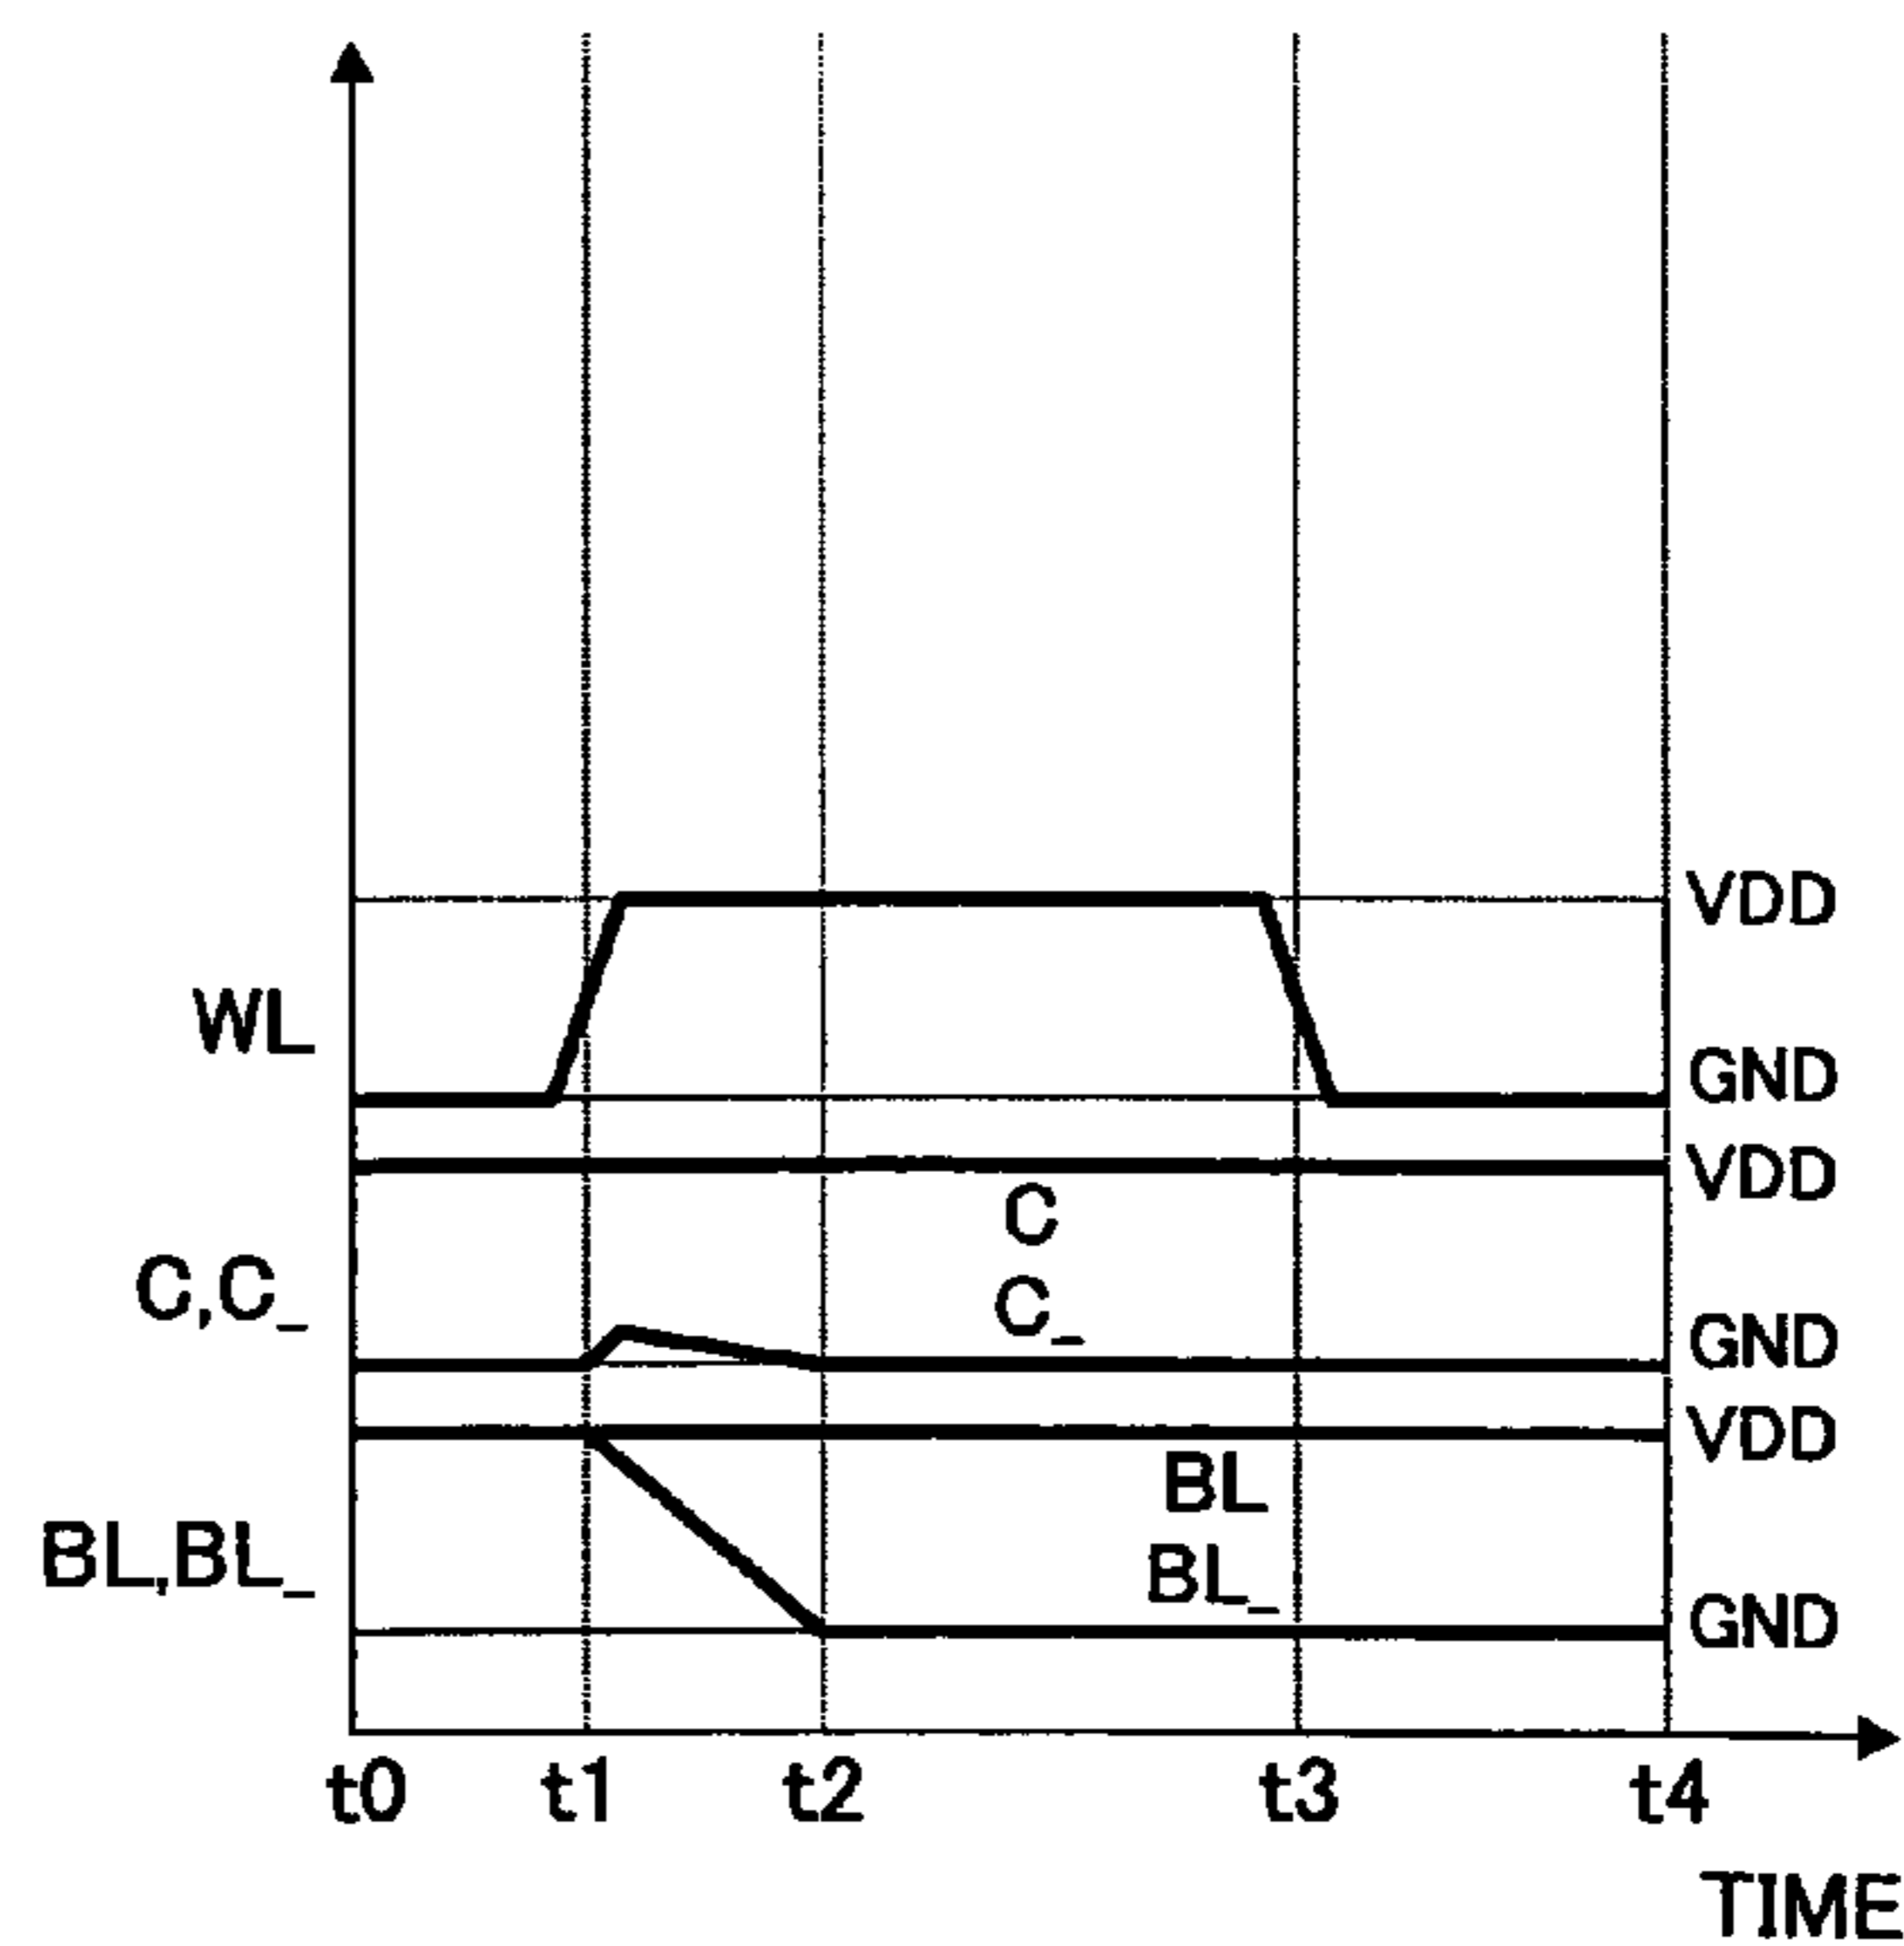 VDD
WL
GND
VDD
C
C,C_
C_
GND
VDD
BL
BL,BL_
BL_
GND
t0 t1 t2 t3 t4
TIME